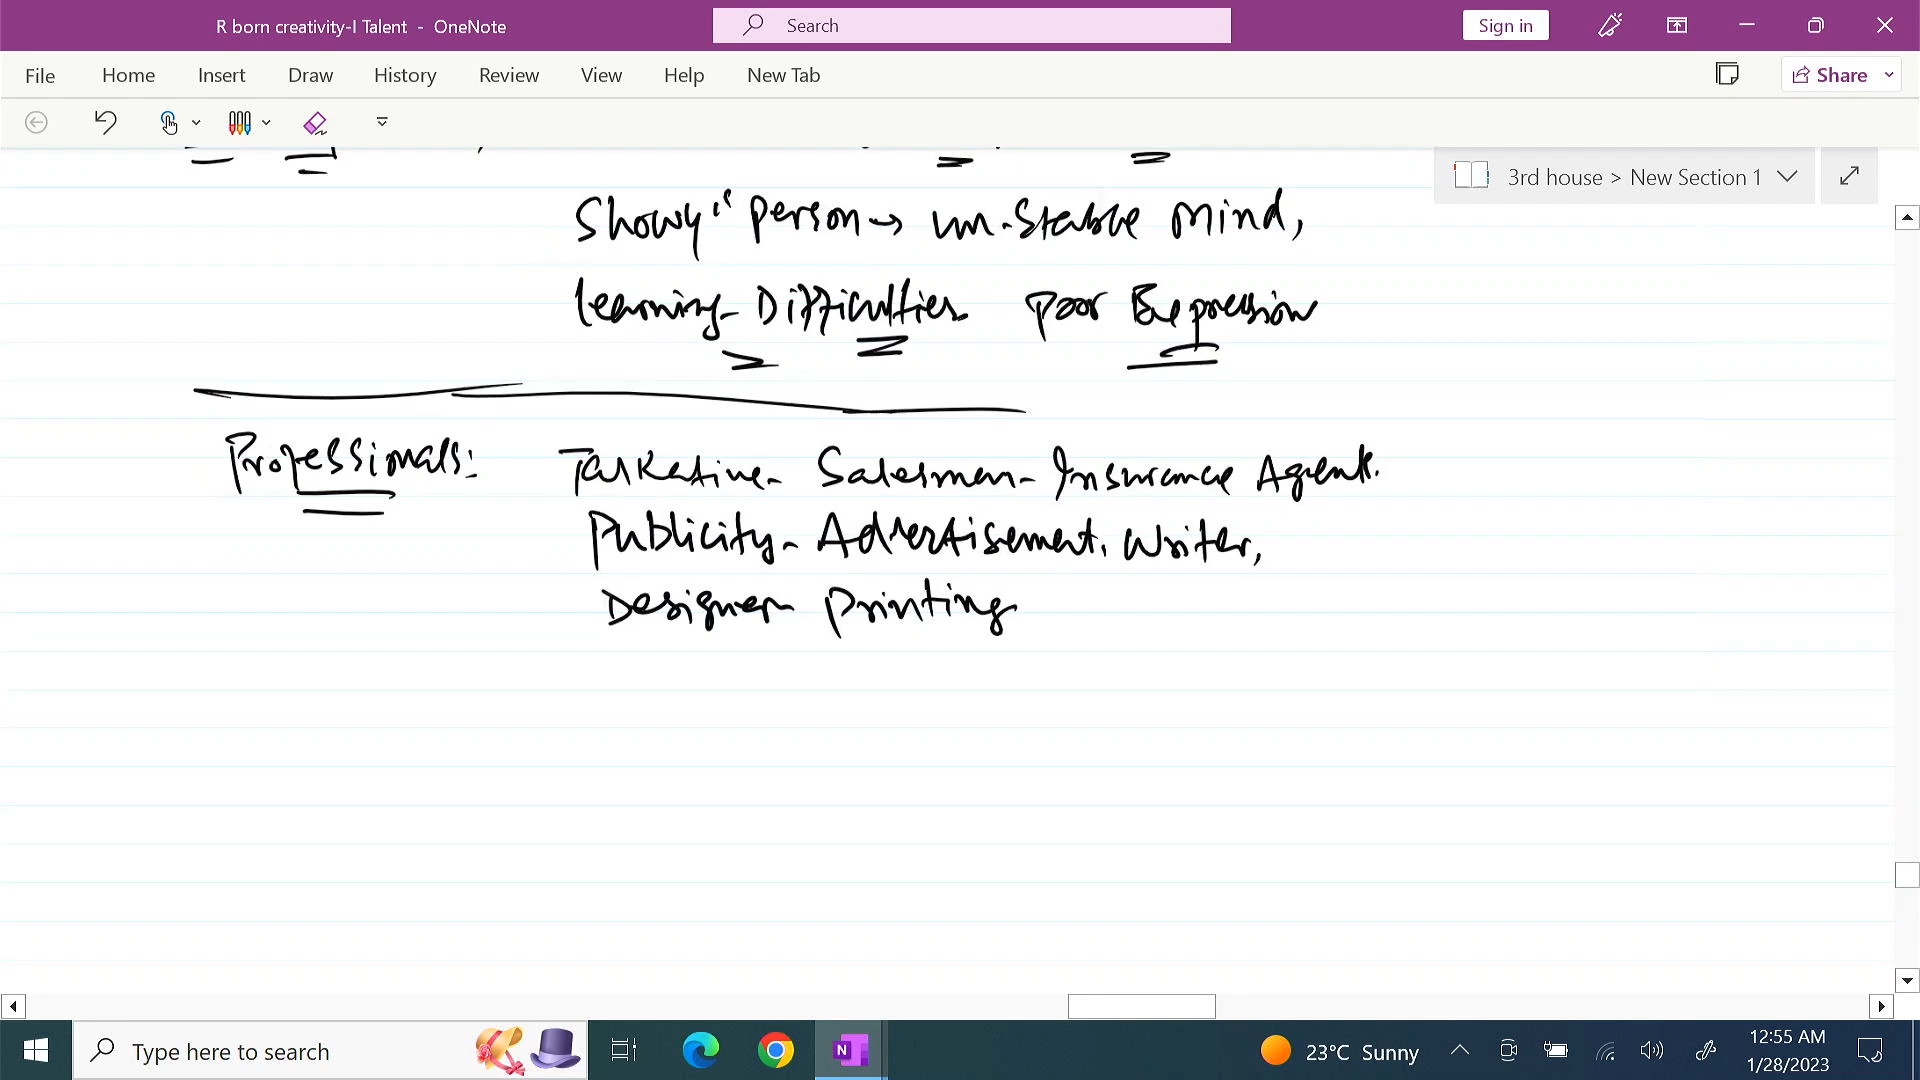 R born creativity-I Talent - OneNote
Search
Sign in
File Home Insert Draw History Review View Help New Tab
Share
3rd house > New Section 1
Showy" person → un-stable mind,
learning- Difficulties poor Expression
Professionals:
Talkative- Salesman- Insurance Agent.
Publicity- Advertisement. Writer,
Designer- printing
Type here to search
23°C Sunny
12:55 AM
1/28/2023